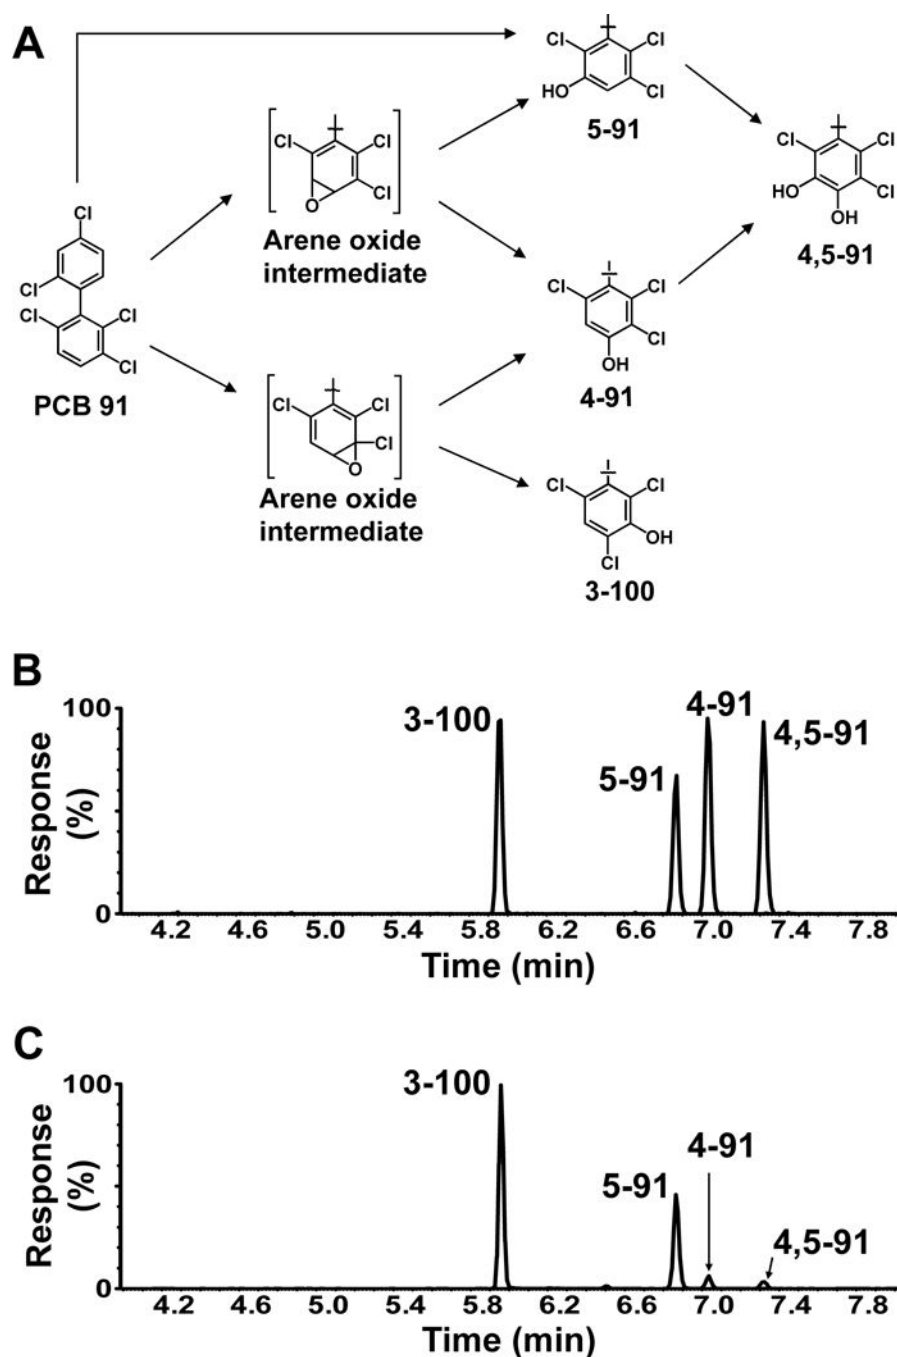 A
Cl
Cl
HO
Cl
5-91
Cl
Cl
Cl
O
Arene oxide
intermediate
Cl
Cl
HO
Cl
OH
4,5-91
Cl
Cl
Cl
Cl
Cl
PCB 91
Cl
Cl
Cl
OH
4-91
Cl
Cl
Cl
O
Arene oxide
intermediate
Cl
Cl
OH
Cl
3-100
B
Response
(%)
100
0
3-100
5-91
4-91
4,5-91
4.2 4.6 5.0 5.4 5.8 6.2 6.6 7.0 7.4 7.8
Time (min)
C
Response
(%)
100
0
3-100
5-91
4-91
4,5-91
4.2 4.6 5.0 5.4 5.8 6.2 6.6 7.0 7.4 7.8
Time (min)